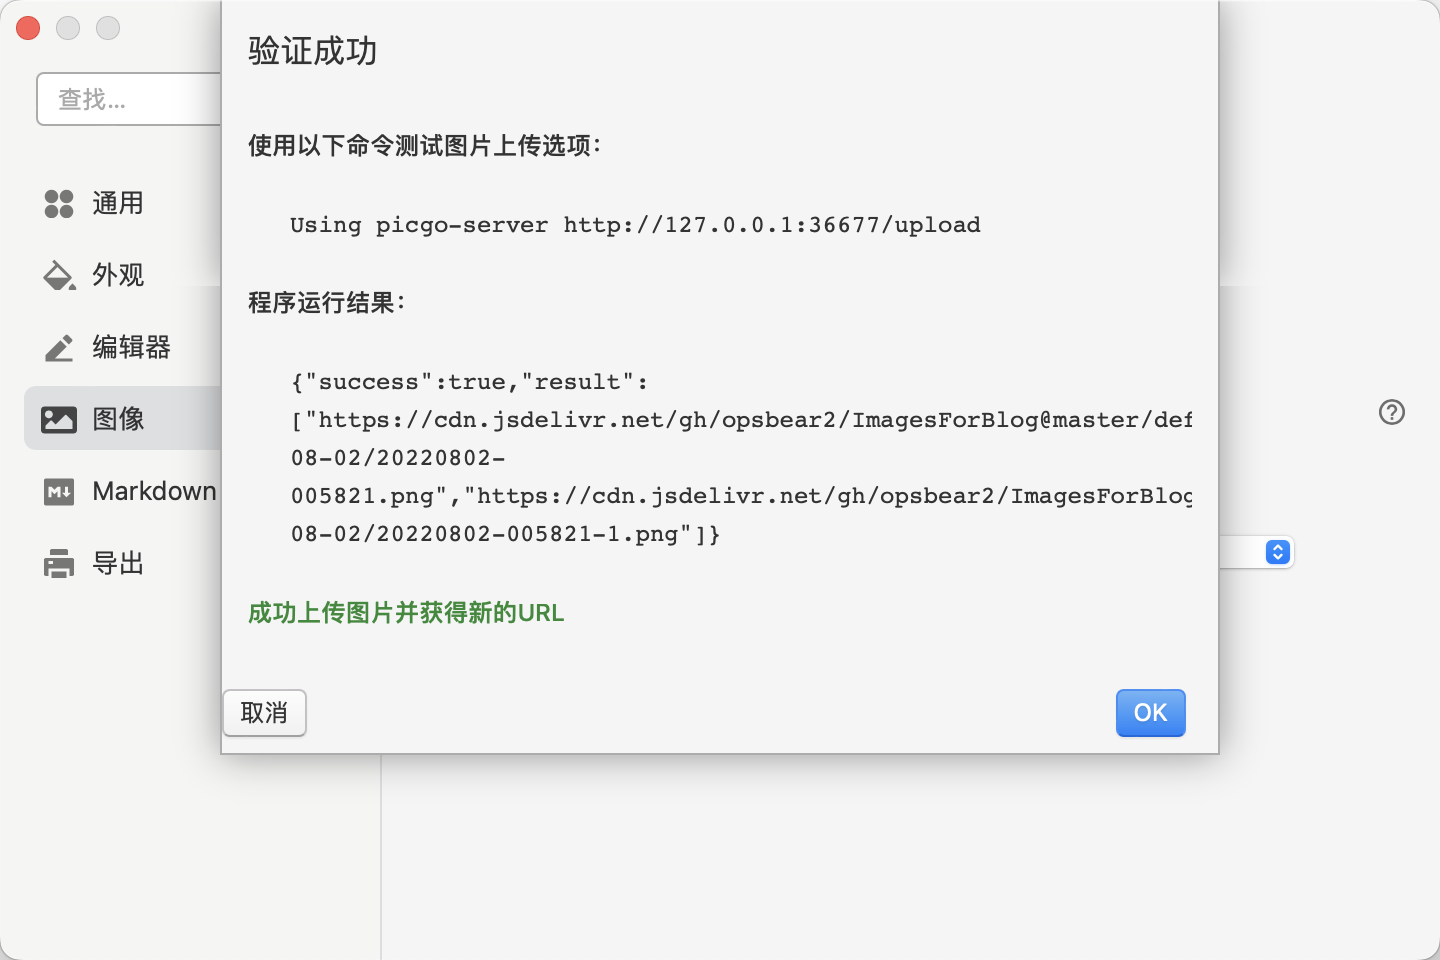 验证成功
查找...
使用以下命令测试图片上传选项：
通用
Using picgo-server http://127.0.0.1:36677/upload
外观
程序运行结果：
编辑器
{"success":true,"result":
图像
["https://cdn.jsdelivr.net/gh/opsbear2/ImagesForBlog@master/def
08-02/20220802-
Markdown
005821.png","https://cdn.jsdelivr.net/gh/opsbear2/ImagesForBlog
08-02/20220802-005821-1.png"]}
导出
成功上传图片并获得新的URL
取消
OK